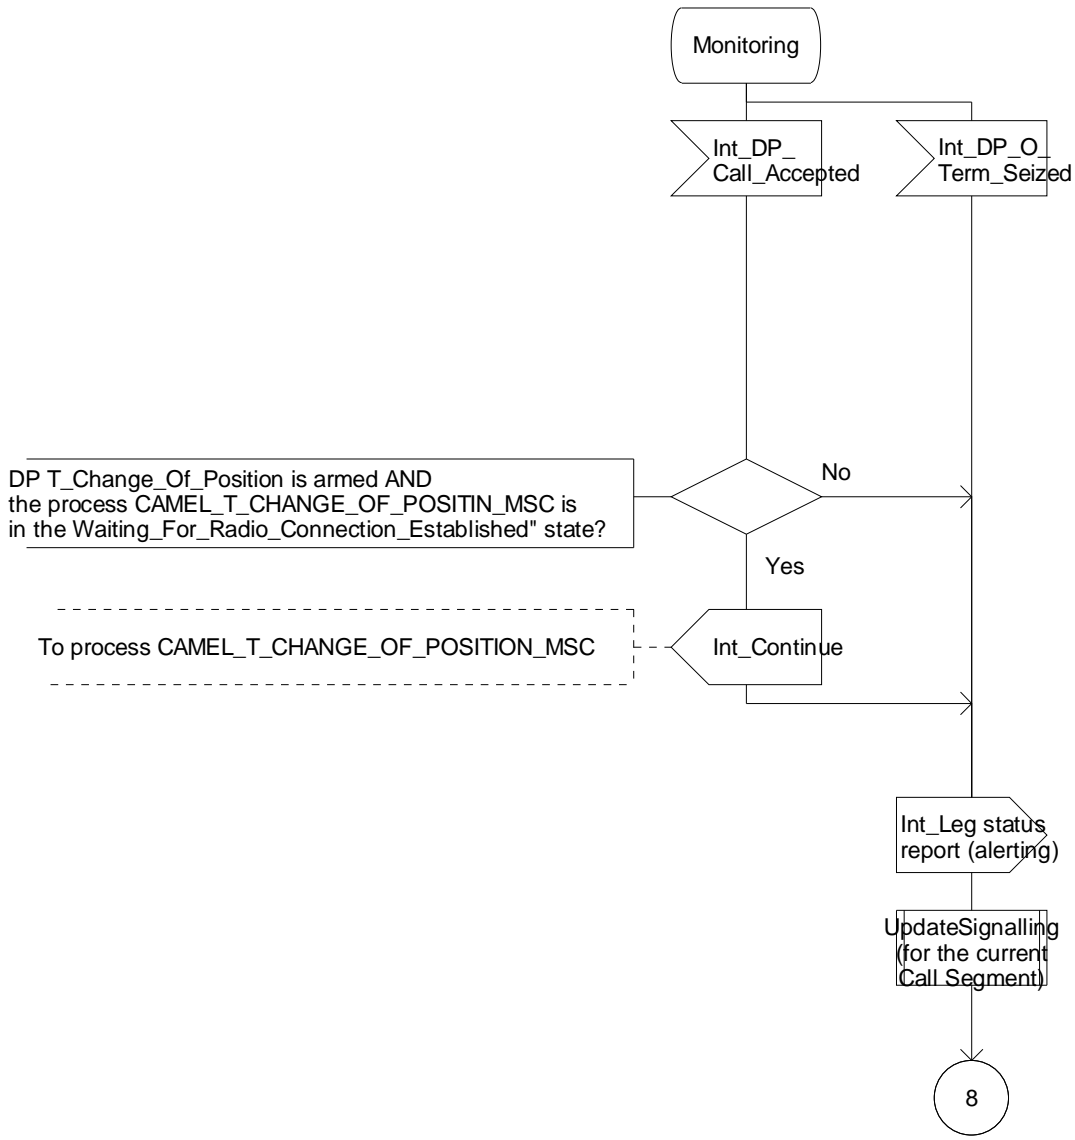 Monitoring
Int_DP_
Call_Accepted
Int_DP_O_
Term_Seized
DP T_Change_Of_Position is armed AND
the process CAMEL_T_CHANGE_OF_POSITIN_MSC is
in the Waiting_For_Radio_Connection_Established" state?
No
Yes
To process CAMEL_T_CHANGE_OF_POSITION_MSC
Int_Continue
Int_Leg status
report (alerting)
UpdateSignalling
(for the current
Call Segment)
8